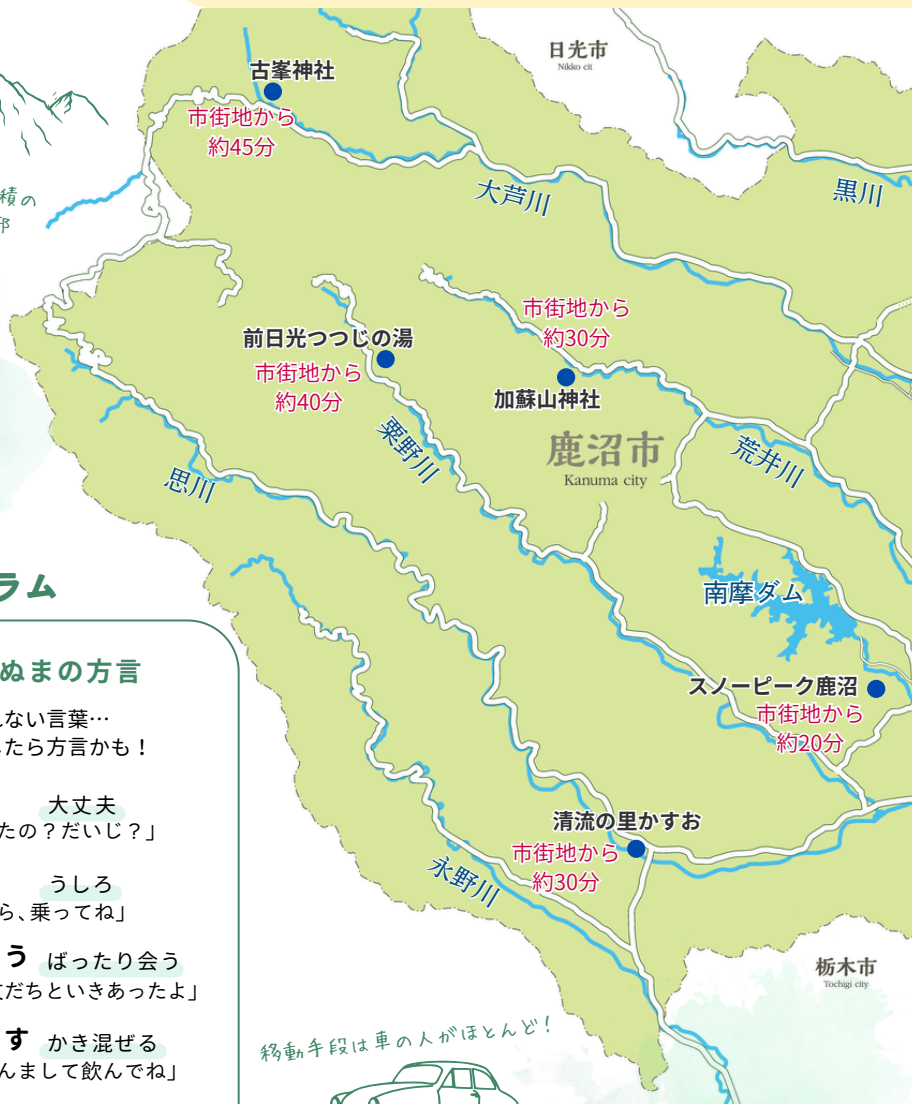 日光市
Nikko cit
古峯神社
市街地から
約45分
積の
大芦川
黒川
市街地から
約30分
前日光つつじの湯
市街地から
約40分
加蘇山神社
鹿沼市
Kanuma city
粟野川
荒井川
思川
南摩ダム
ラム
ぬまの方言
ない言葉…
たら方言かも！
スノーピーク鹿沼
市街地から
約20分
大丈夫
たの？だいじ？」
清流の里かすお
市街地から
約30分
永野川
うしろ
ら、乗ってね」
う ばったり会う
だちといきあったよ」
栃木市
Tochigi city
す かき混ぜる
んまして飲んでね」
移動手段は車の人がほとんど！